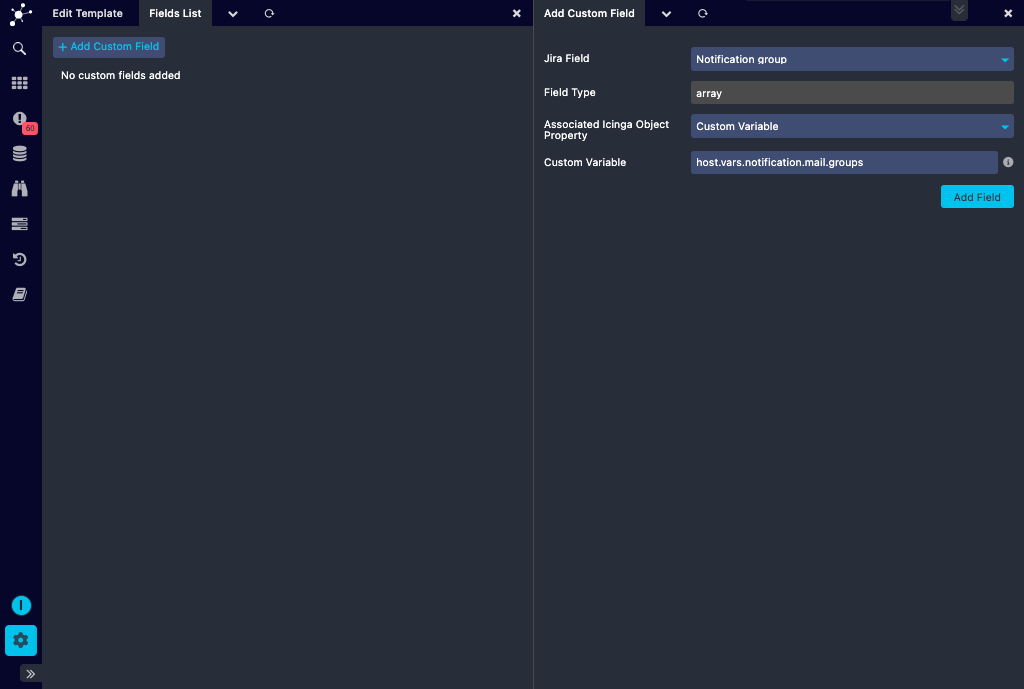 Edit Template
Fields List
Add Custom Field
+ Add Custom Field
No custom fields added
60
Jira Field
Notification group
Field Type
array
Associated Icinga Object
Property
Custom Variable
Custom Variable
host.vars.notification.mail.groups
Add Field
I